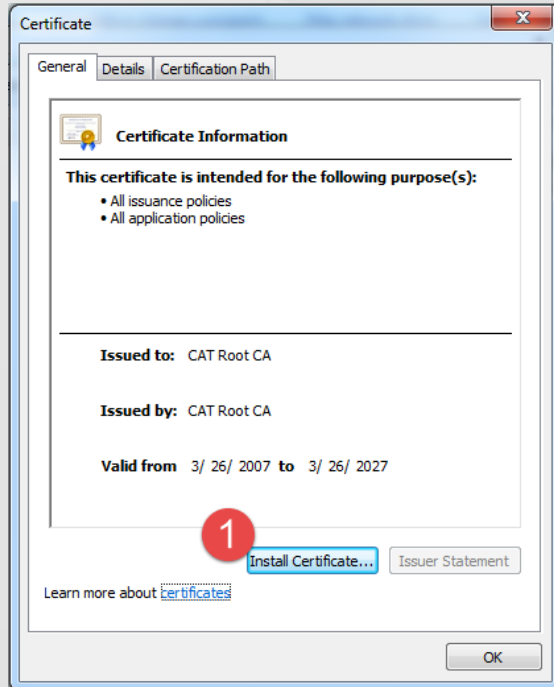 Certificate
General Details Certification Path
Certificate Information
This certificate is intended for the following purpose(s):
• All issuance policies
• All application policies
Issued to: CAT Root CA
Issued by: CAT Root CA
Valid from 3/ 26/ 2007 to 3/ 26/ 2027
1
Install Certificate... Issuer Statement
Learn more about certificates
OK